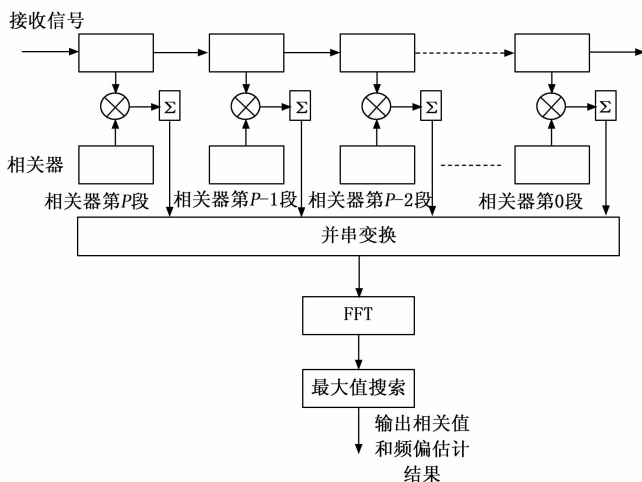 接收信号
Σ
Σ
Σ
Σ
相关器
相关器第P段
相关器第P-1段
相关器第P-2段
相关器第0段
并串变换
FFT
最大值搜索
输出相关值
和频偏估计
结果